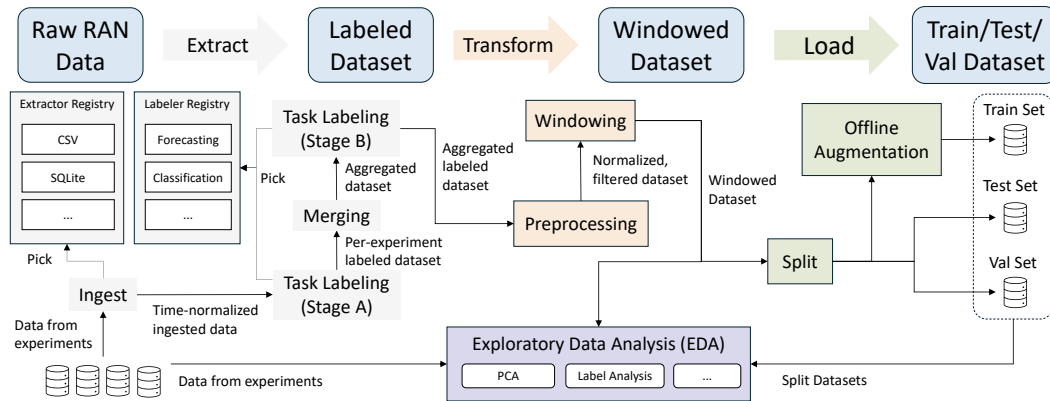 Raw RAN
Data
Extract
Labeled
Dataset
Transform
Windowed
Dataset
Load
Train/Test/
Val Dataset
Extractor Registry
CSV
SQLite
...
Labeler Registry
Forecasting
Classification
...
Pick
Pick
Ingest
Data from
experiments
Time-normalized
ingested data
Task Labeling
(Stage B)
Aggregated
dataset
Merging
Per-experiment
labeled dataset
Task Labeling
(Stage A)
Aggregated
labeled
dataset
Windowing
Normalized,
filtered dataset
Preprocessing
Windowed
Dataset
Split
Offline
Augmentation
Train Set
Test Set
Val Set
Data from experiments
Exploratory Data Analysis (EDA)
PCA
Label Analysis
...
Split Datasets